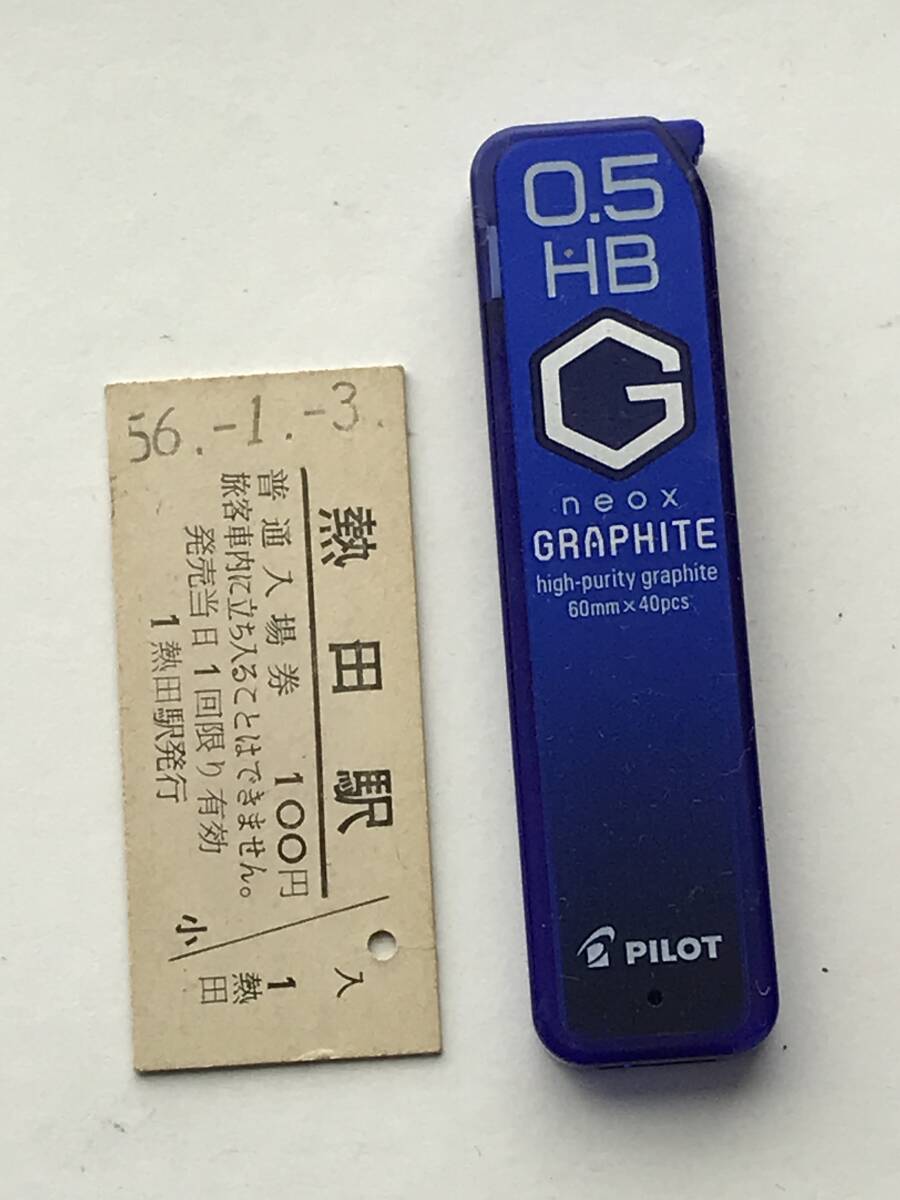 56.-1.-3.
熱田駅
普通入場券 100円
旅客車内に立ち入ることはできません。
発売当日1回限り有効
1熱田駅発行
入
1
熱田
小
0.5
HB
G
neox
GRAPHITE
high-purity graphite
60mm×40pcs
PILOT